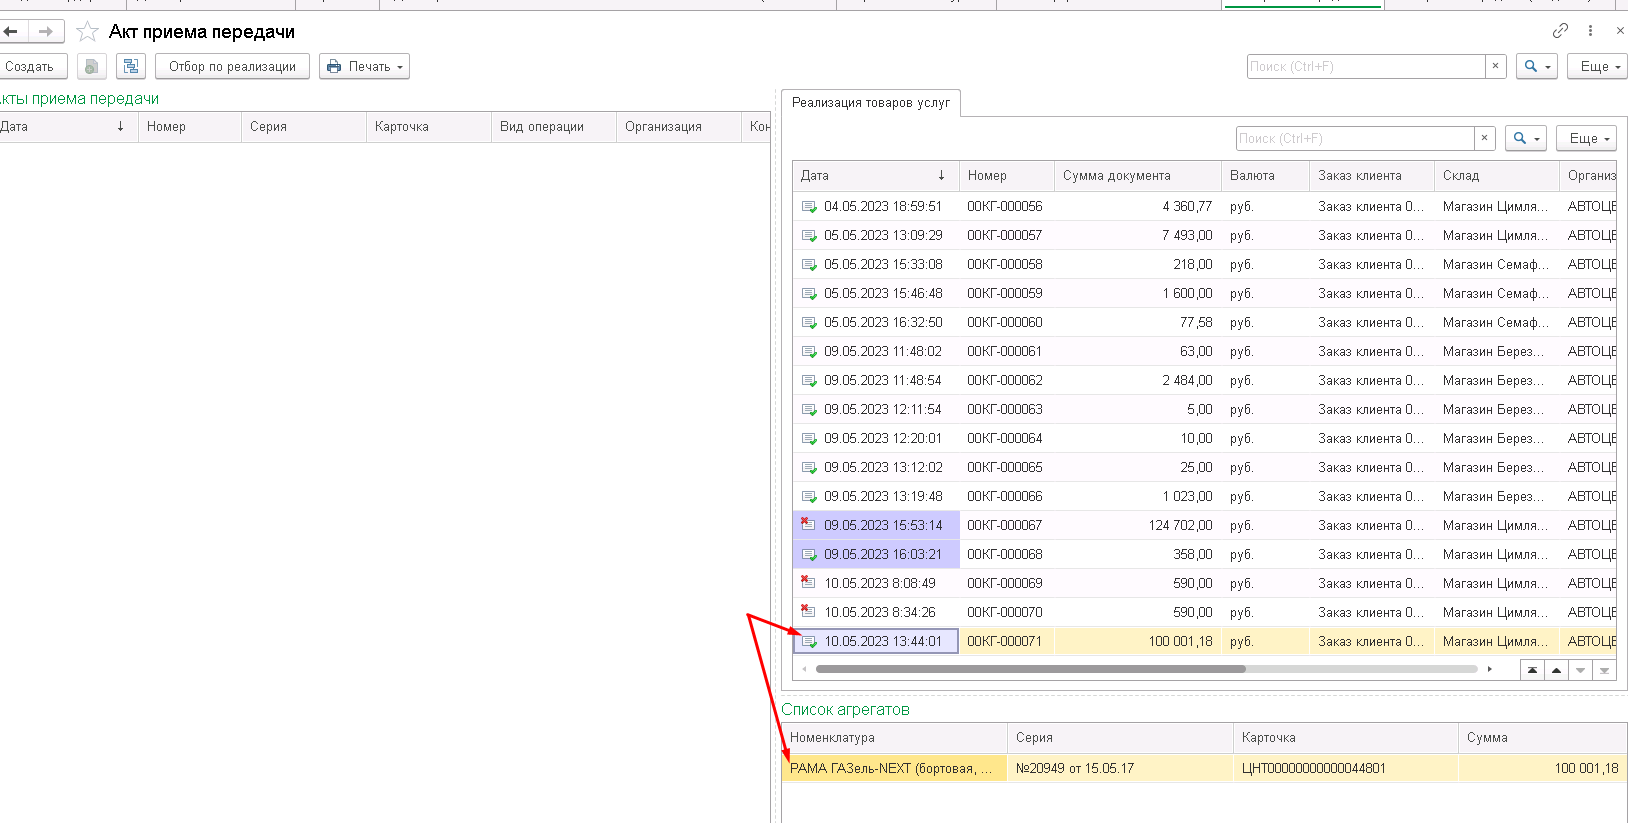 Акт приема передачи
Создать
Отбор по реализации
Печать
Поиск (Ctrl+F)
×
Еще
кты приема передачи
Дата ↓ Номер Серия Карточка Вид операции Организация Кон
Реализация товаров услуг
Поиск (Ctrl+F)
×
Еще
Дата ↓ Номер Сумма документа Валюта Заказ клиента Склад Организ
04.05.2023 18:59:51 00КГ-000056 4 360,77 руб. Заказ клиента 0... Магазин Цимля... АВТОЦЕ
05.05.2023 13:09:29 00КГ-000057 7 493,00 руб. Заказ клиента 0... Магазин Цимля... АВТОЦЕ
05.05.2023 15:33:08 00КГ-000058 218,00 руб. Заказ клиента 0... Магазин Семаф... АВТОЦЕ
05.05.2023 15:46:48 00КГ-000059 1 600,00 руб. Заказ клиента 0... Магазин Семаф... АВТОЦЕ
05.05.2023 16:32:50 00КГ-000060 77,58 руб. Заказ клиента 0... Магазин Семаф... АВТОЦЕ
09.05.2023 11:48:02 00КГ-000061 63,00 руб. Заказ клиента 0... Магазин Берез... АВТОЦЕ
09.05.2023 11:48:54 00КГ-000062 2 484,00 руб. Заказ клиента 0... Магазин Берез... АВТОЦЕ
09.05.2023 12:11:54 00КГ-000063 5,00 руб. Заказ клиента 0... Магазин Берез... АВТОЦЕ
09.05.2023 12:20:01 00КГ-000064 10,00 руб. Заказ клиента 0... Магазин Берез... АВТОЦЕ
09.05.2023 13:12:02 00КГ-000065 25,00 руб. Заказ клиента 0... Магазин Берез... АВТОЦЕ
09.05.2023 13:19:48 00КГ-000066 1 023,00 руб. Заказ клиента 0... Магазин Берез... АВТОЦЕ
09.05.2023 15:53:14 00КГ-000067 124 702,00 руб. Заказ клиента 0... Магазин Цимля... АВТОЦЕ
09.05.2023 16:03:21 00КГ-000068 358,00 руб. Заказ клиента 0... Магазин Цимля... АВТОЦЕ
10.05.2023 8:08:49 00КГ-000069 590,00 руб. Заказ клиента 0... Магазин Цимля... АВТОЦЕ
10.05.2023 8:34:26 00КГ-000070 590,00 руб. Заказ клиента 0... Магазин Цимля... АВТОЦЕ
10.05.2023 13:44:01 00КГ-000071 100 001,18 руб. Заказ клиента 0... Магазин Цимля... АВТОЦЕ
Список агрегатов
Номенклатура Серия Карточка Сумма
РАМА ГАЗель-NEXT (бортовая, ... №20949 от 15.05.17 ЦНТ00000000000044801 100 001,18